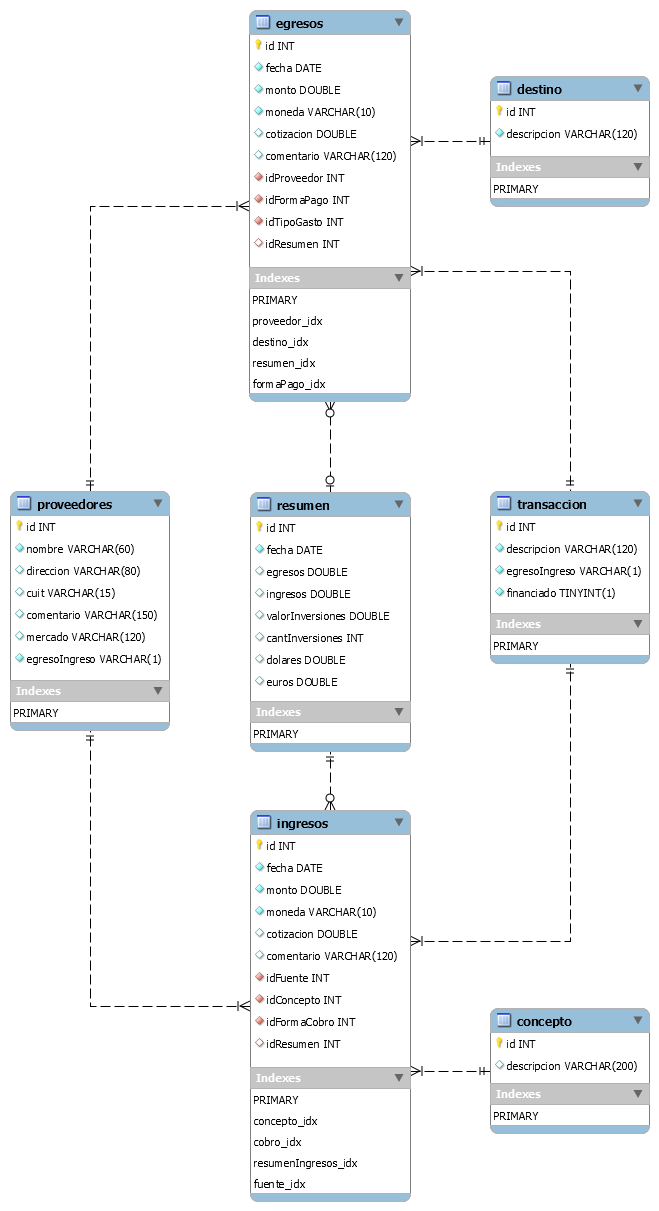 egresos
id INT
fecha DATE
monto DOUBLE
moneda VARCHAR(10)
cotizacion DOUBLE
comentario VARCHAR(120)
idProveedor INT
idFormaPago INT
idTipoGasto INT
idResumen INT
Indexes
PRIMARY
proveedor_idx
destino_idx
resumen_idx
formaPago_idx
destino
id INT
descripcion VARCHAR(120)
Indexes
PRIMARY
proveedores
id INT
nombre VARCHAR(60)
direccion VARCHAR(80)
cuit VARCHAR(15)
comentario VARCHAR(150)
mercado VARCHAR(120)
egresoIngreso VARCHAR(1)
Indexes
PRIMARY
resumen
id INT
fecha DATE
egresos DOUBLE
ingresos DOUBLE
valorInversiones DOUBLE
cantInversiones INT
dolares DOUBLE
euros DOUBLE
Indexes
PRIMARY
transaccion
id INT
descripcion VARCHAR(120)
egresoIngreso VARCHAR(1)
financiado TINYINT(1)
Indexes
PRIMARY
ingresos
id INT
fecha DATE
monto DOUBLE
moneda VARCHAR(10)
cotizacion DOUBLE
comentario VARCHAR(120)
idFuente INT
idConcepto INT
idFormaCobro INT
idResumen INT
Indexes
PRIMARY
concepto_idx
cobro_idx
resumenIngresos_idx
fuente_idx
concepto
id INT
descripcion VARCHAR(200)
Indexes
PRIMARY